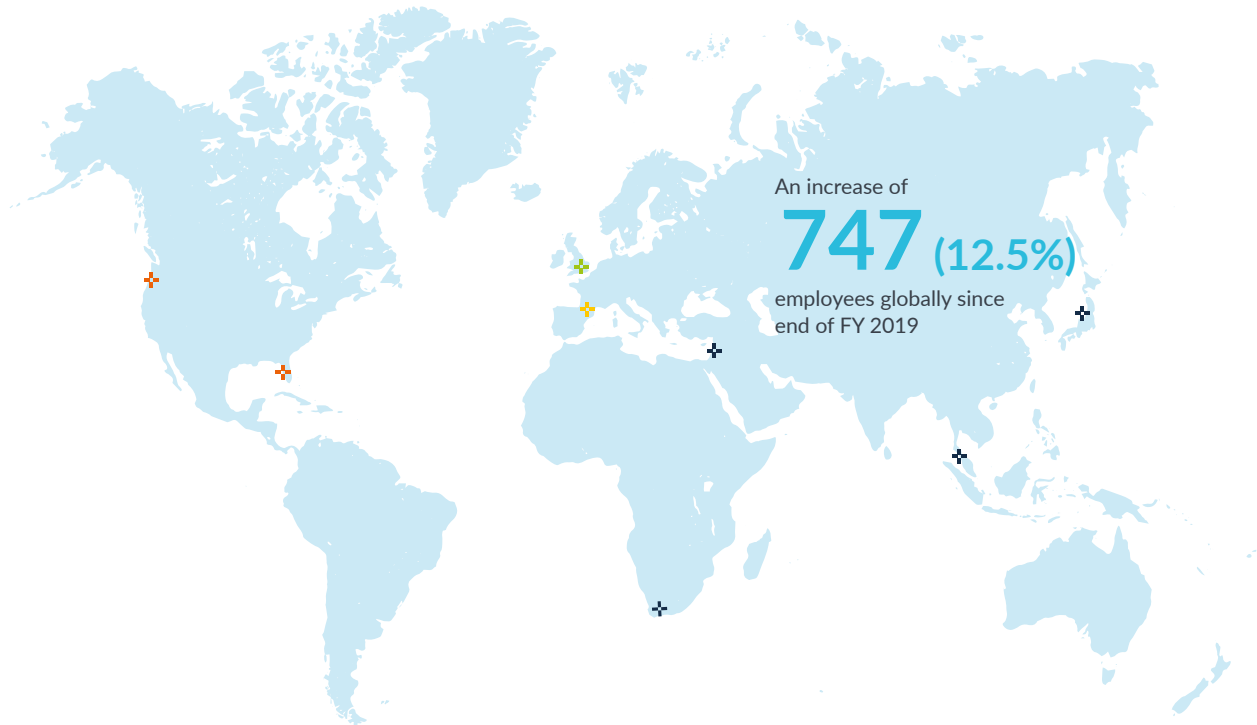 An increase of
747 (12.5%)
employees globally since
end of FY 2019